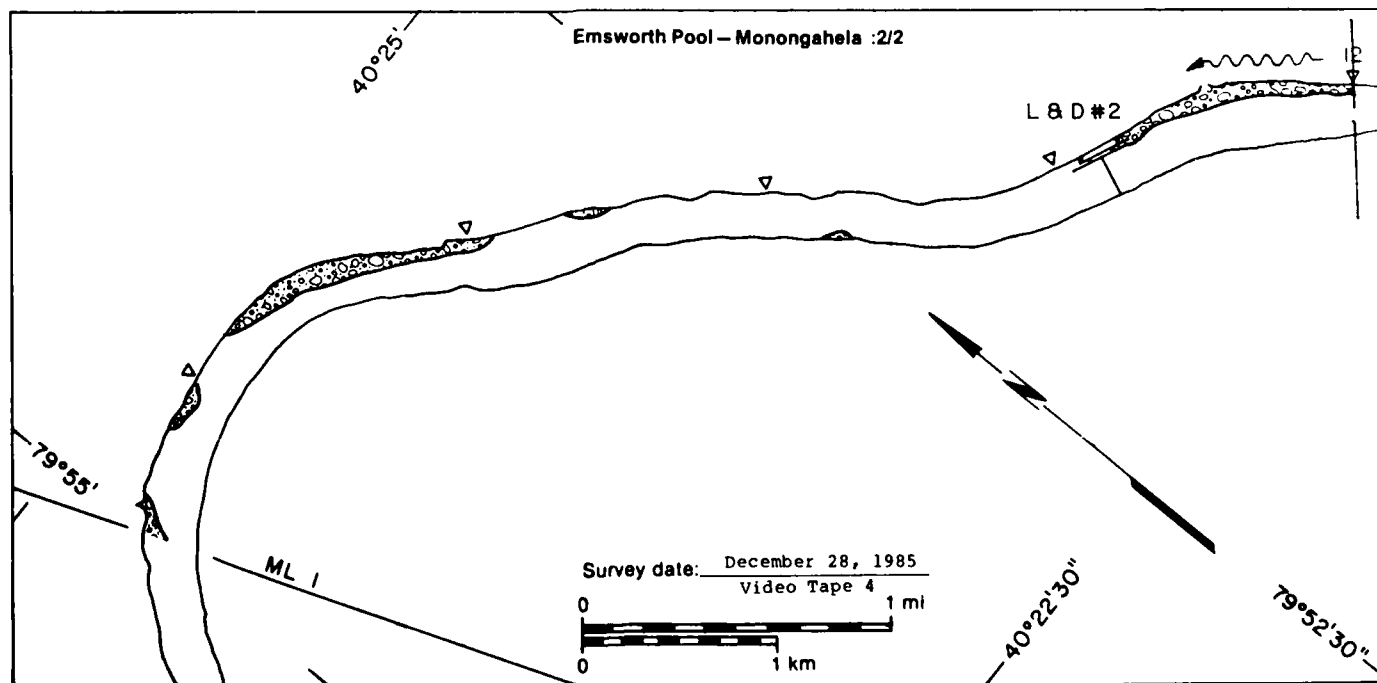 Emsworth Pool – Monongahela :2/2
40°25'
12
L & D #2
79°55'
ML 1
Survey date: December 28, 1985
Video Tape 4
0 1 mi
0 1 km
40°22'30"
79°52'30"